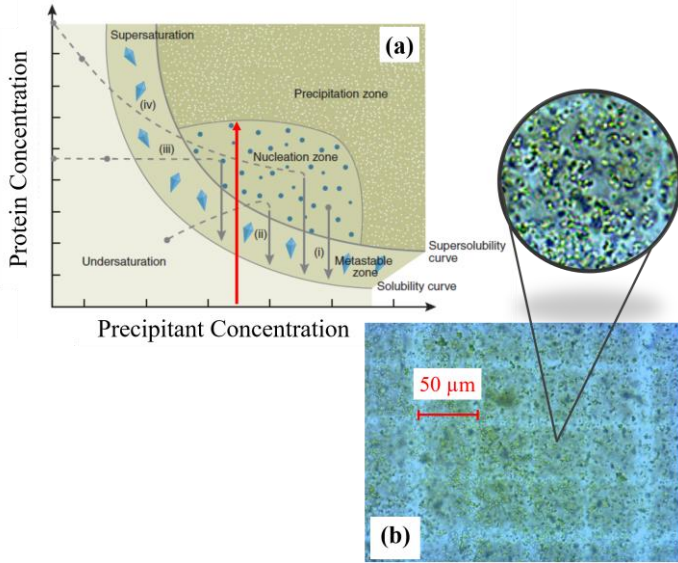 Supersaturation
(a)
Precipitation zone
(iv)
(iii)
Nucleation zone
(ii)
(i)
Undersaturation
Metastable
zone
Supersolubility
curve
Solubility curve
Protein Concentration
Precipitant Concentration
50 µm
(b)